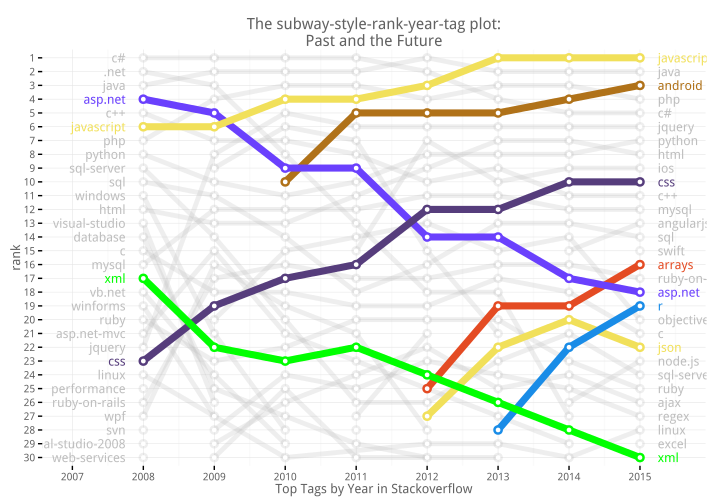 The subway-style-rank-year-tag plot:
Past and the Future
1 c# javascrip
2 .net java
3 java android
4 asp.net php
5 c++ c#
6 javascript jquery
7 php python
8 python html
9 sql-server ios
10 sql css
11 windows c++
12 html mysql
13 visual-studio angularjs
14 database sql
15 c swift
16 mysql arrays
17 xml ruby-on-
18 vb.net asp.net
19 winforms r
20 ruby objective
21 asp.net-mvc c
22 jquery json
23 css node.js
24 linux sql-serve
25 performance ruby
26 ruby-on-rails ajax
27 wpf regex
28 svn linux
29 al-studio-2008 excel
30 web-services xml
rank
2007 2008 2009 2010 2011 2012 2013 2014 2015
Top Tags by Year in Stackoverflow